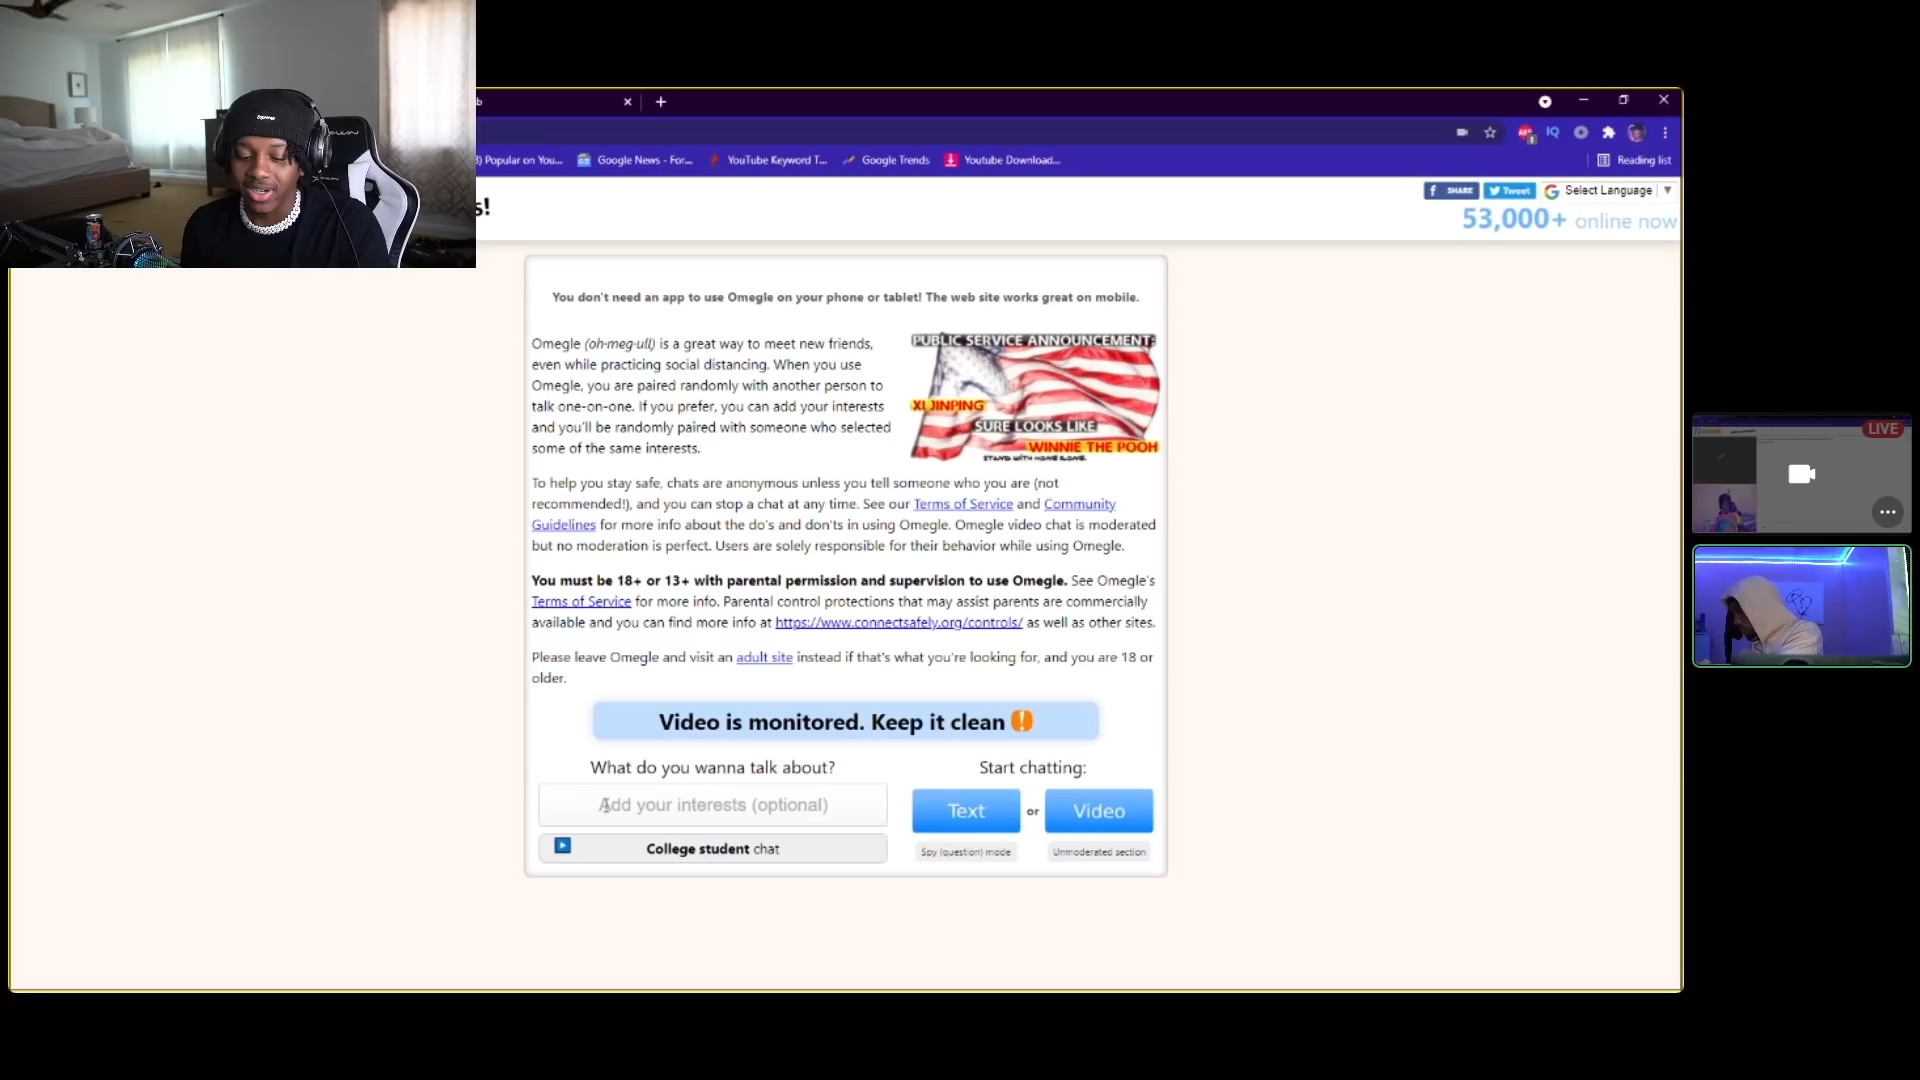 b
3) Popular on You...
Google News - For...
YouTube Keyword T...
Google Trends
Youtube Download...
Reading list
s!
SHARE
Tweet
Select Language
53,000+ online now
You don't need an app to use Omegle on your phone or tablet! The web site works great on mobile.
Omegle (oh·meg·ull) is a great way to meet new friends,
even while practicing social distancing. When you use
Omegle, you are paired randomly with another person to
talk one-on-one. If you prefer, you can add your interests
and you'll be randomly paired with someone who selected
some of the same interests.
PUBLIC SERVICE ANNOUNCEMENT:
XI JINPING
SURE LOOKS LIKE
WINNIE THE POOH
STAND WITH HONG KONG.
To help you stay safe, chats are anonymous unless you tell someone who you are (not
recommended!), and you can stop a chat at any time. See our Terms of Service and Community
Guidelines for more info about the do's and don'ts in using Omegle. Omegle video chat is moderated
but no moderation is perfect. Users are solely responsible for their behavior while using Omegle.
You must be 18+ or 13+ with parental permission and supervision to use Omegle. See Omegle's
Terms of Service for more info. Parental control protections that may assist parents are commercially
available and you can find more info at https://www.connectsafely.org/controls/ as well as other sites.
Please leave Omegle and visit an adult site instead if that's what you're looking for, and you are 18 or
older.
Video is monitored. Keep it clean
What do you wanna talk about?
Start chatting:
Add your interests (optional)
Text
or
Video
College student chat
Spy (question) mode
Unmoderated section
LIVE